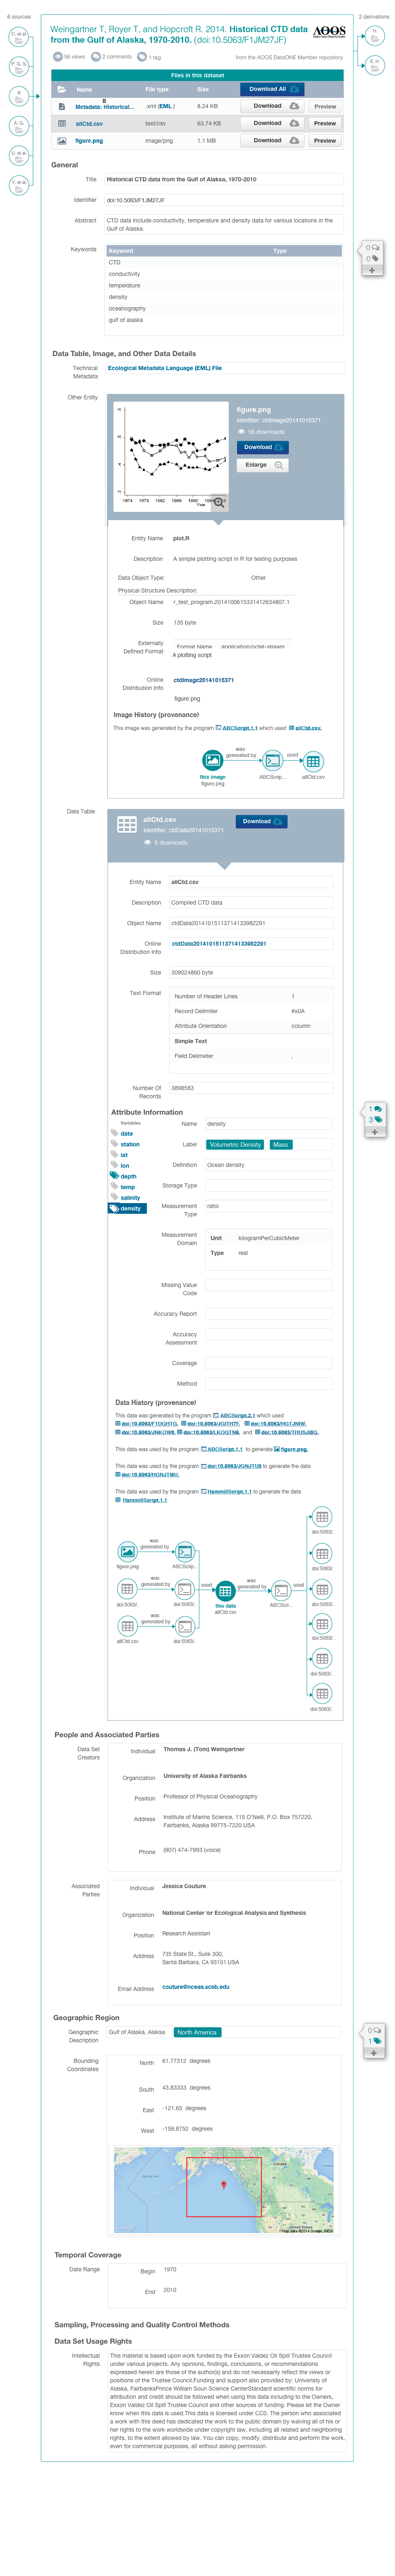 6 sources
2 derivations
C. et al.
P. G. S.
R
A. G.
U. et al.
Y. et al.
H
E. H.
Weingartner T, Royer T, and Hopcroft R. 2014. Historical CTD data
from the Gulf of Alaska, 1970-2010. (doi:10.5063/F1JM27JF)
AOOS
56 views
2 comments
1 tag
from the AOOS DataONE Member repository
Files in this dataset
Name File type Size Download All
Metadata: Historical... .xml (EML ) 8.24 KB Download Preview
allCtd.csv text/csv 63.74 KB Download Preview
figure.png image/png 1.1 MB Download Preview
General
Title Historical CTD data from the Gulf of Alaksa, 1970-2010
Identifier doi:10.5063/F1JM27JF
Abstract CTD data include conductivity, temperature and density data for various locations in the
Gulf of Alaska.
Keywords
Keyword Type
CTD
conductivity
temperature
density
oceanography
gulf of alaska
0
0
+
Data Table, Image, and Other Data Details
Technical
Metadata
Ecological Metadata Language (EML) File
Other Entity
figure.png
Identifier: ctdImage20141015371
56 downloads
Download
Enlarge
1974 1978 1982 1986 1990
Year
Entity Name plot.R
Description A simple plotting script in R for testing purposes
Data Object Type: Other
Physical Structure Description:
Object Name r_test_program.2014100615331412634807.1
Size 135 byte
Externally
Defined Format
Format Name application/octet-stream
A plotting script
Online
Distribution Info
ctdImage20141015371
figure.png
Image History (provenance)
This image was generated by the program ABCScript.1.1 which used allCtd.csv.
was
generated by
used
this image
figure.png
ABCScrip...
allCtd.csv
Data Table
allCtd.csv
Identifier: ctdData20141015371
6 downloads
Download
Entity Name allCtd.csv
Description Compiled CTD data
Object Name ctdData20141015113714133982291
Online
Distribution Info
ctdData20141015113714133982291
Size 309024860 byte
Text Format
Number of Header Lines 1
Record Delimiter #x0A
Attribute Orientation column
Simple Text
Field Delimeter ,
Number Of
Records
3898583
1
3
+
Attribute Information
Variables
date
station
lat
lon
depth
temp
salinity
density
Name density
Label Volumetric Density Mass
Definition Ocean density
Storage Type
Measurement
Type
ratio
Measurement
Domain
Unit kilogramPerCubicMeter
Type real
Missing Value
Code
Accuracy Report
Accuracy
Assessment
Coverage
Method
Data History (provenance)
This data was generated by the program ABCScript.2.1 which used
This data was used by the program ABCScript.1.1 to generate figure.png.
This data was used by the program doi:10.5063/JGNJTU8 to generate the data
doi:10.5063/HGNJTI8U.
This data was used by the program HammillScript.1.1 to generate the data
HammillScript.1.1
was
generated by
figure.png
ABCScrip...
was
generated by
doi:5063/..
doi:5063/..
used
this data
allCtd.csv
was
generated by
ABCScri...
used
was
generated by
allCtd.csv
doi:5063/..
doi:5063/..
doi:5063/..
doi:5063/..
doi:5063/..
doi:5063/..
doi:5063/..
People and Associated Parties
Data Set
Creators
Individual Thomas J. (Tom) Weingartner
Organization University of Alaska Fairbanks
Position Professor of Physical Oceanography
Address Institute of Marine Science, 115 O'Neill, P.O. Box 757220,
Fairbanks, Alaska 99775-7220 USA
Phone (907) 474-7993 (voice)
Associated
Parties
Individual Jessica Couture
Organization National Center for Ecological Analysis and Synthesis
Position Research Assistant
Address 735 State St., Suite 300,
Santa Barbara, CA 93101 USA
Email Address couture@nceas.ucsb.edu
Geographic Region
Geographic
Description
Gulf of Alaska, Alaksa North America
0
1
+
Bounding
Coordinates
North 61.77312 degrees
South 43.83333 degrees
East -121.65 degrees
West -159.8752 degrees
Bering Sea
Canada
United States
Google
Map data ©2014 Google, INEGI
Temporal Coverage
Date Range
Begin 1970
End 2010
Sampling, Processing and Quality Control Methods
Data Set Usage Rights
Intellectual
Rights
This material is based upon work funded by the Exxon Valdez Oil Spill Trustee Council
under various projects. Any opinions, findings, conclusions, or recommendations
expressed herein are those of the author(s) and do not necessarily reflect the views or
positions of the Trustee Council.Funding and support also provided by: Univeristy of
Alaska, FairbanksPrince William Soun Science CenterStandard scientific norms for
attribution and credit should be followed when using this data including to the Owners,
Exxon Valdez Oil Spill Trustee Council and other sources of funding. Please let the Owner
know when this data is used.This data is licensed under CC0. The person who associated
a work with this deed has dedicated the work to the public domain by waiving all of his or
her rights to the work worldwide under copyright law, including all related and neighboring
rights, to the extent allowed by law. You can copy, modify, distribute and perform the work,
even for commercial purposes, all without asking permission.